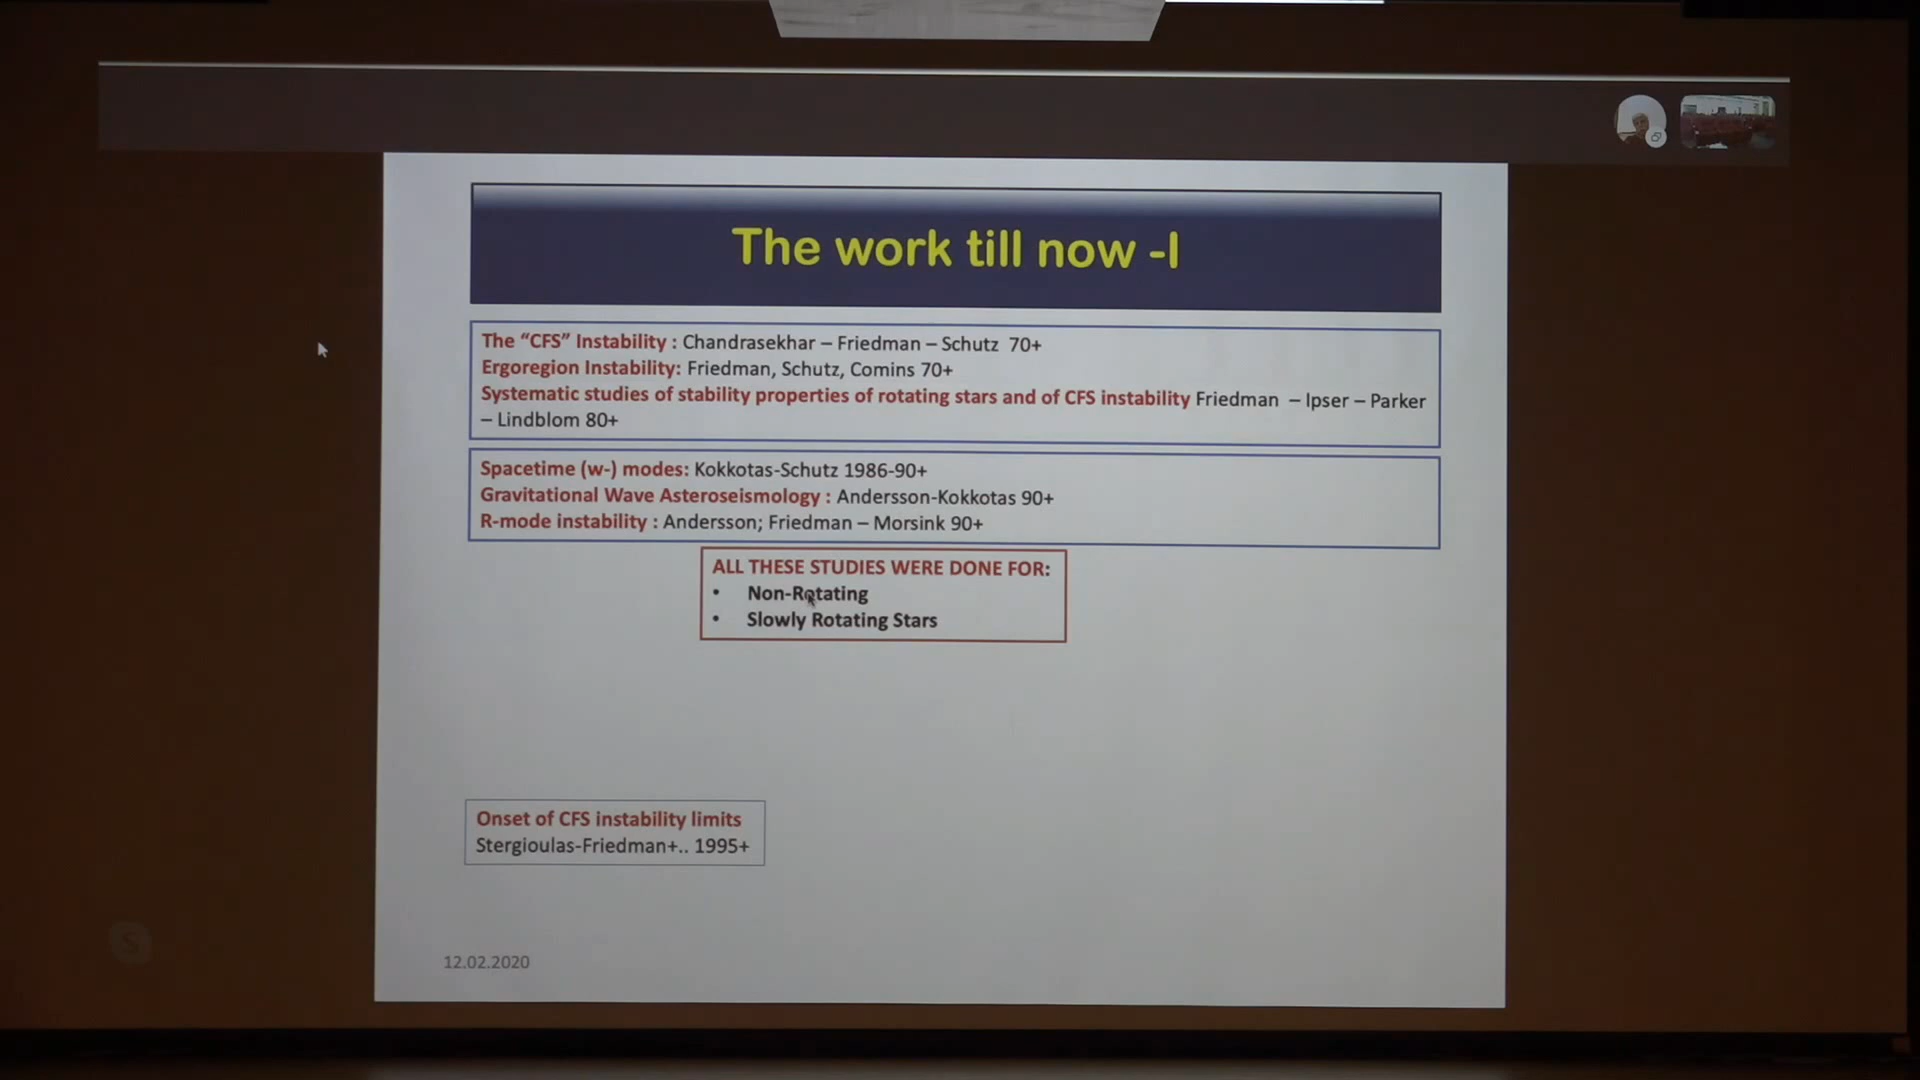 The work till now -I
The “CFS” Instability : Chandrasekhar – Friedman – Schutz 70+
Ergoregion Instability: Friedman, Schutz, Comins 70+
Systematic studies of stability properties of rotating stars and of CFS instability Friedman – Ipser – Parker
– Lindblom 80+
Spacetime (w-) modes: Kokkotas-Schutz 1986-90+
Gravitational Wave Asteroseismology : Andersson-Kokkotas 90+
R-mode instability : Andersson; Friedman – Morsink 90+
ALL THESE STUDIES WERE DONE FOR:
• Non-Rotating
• Slowly Rotating Stars
Onset of CFS instability limits
Stergioulas-Friedman+.. 1995+
12.02.2020
S